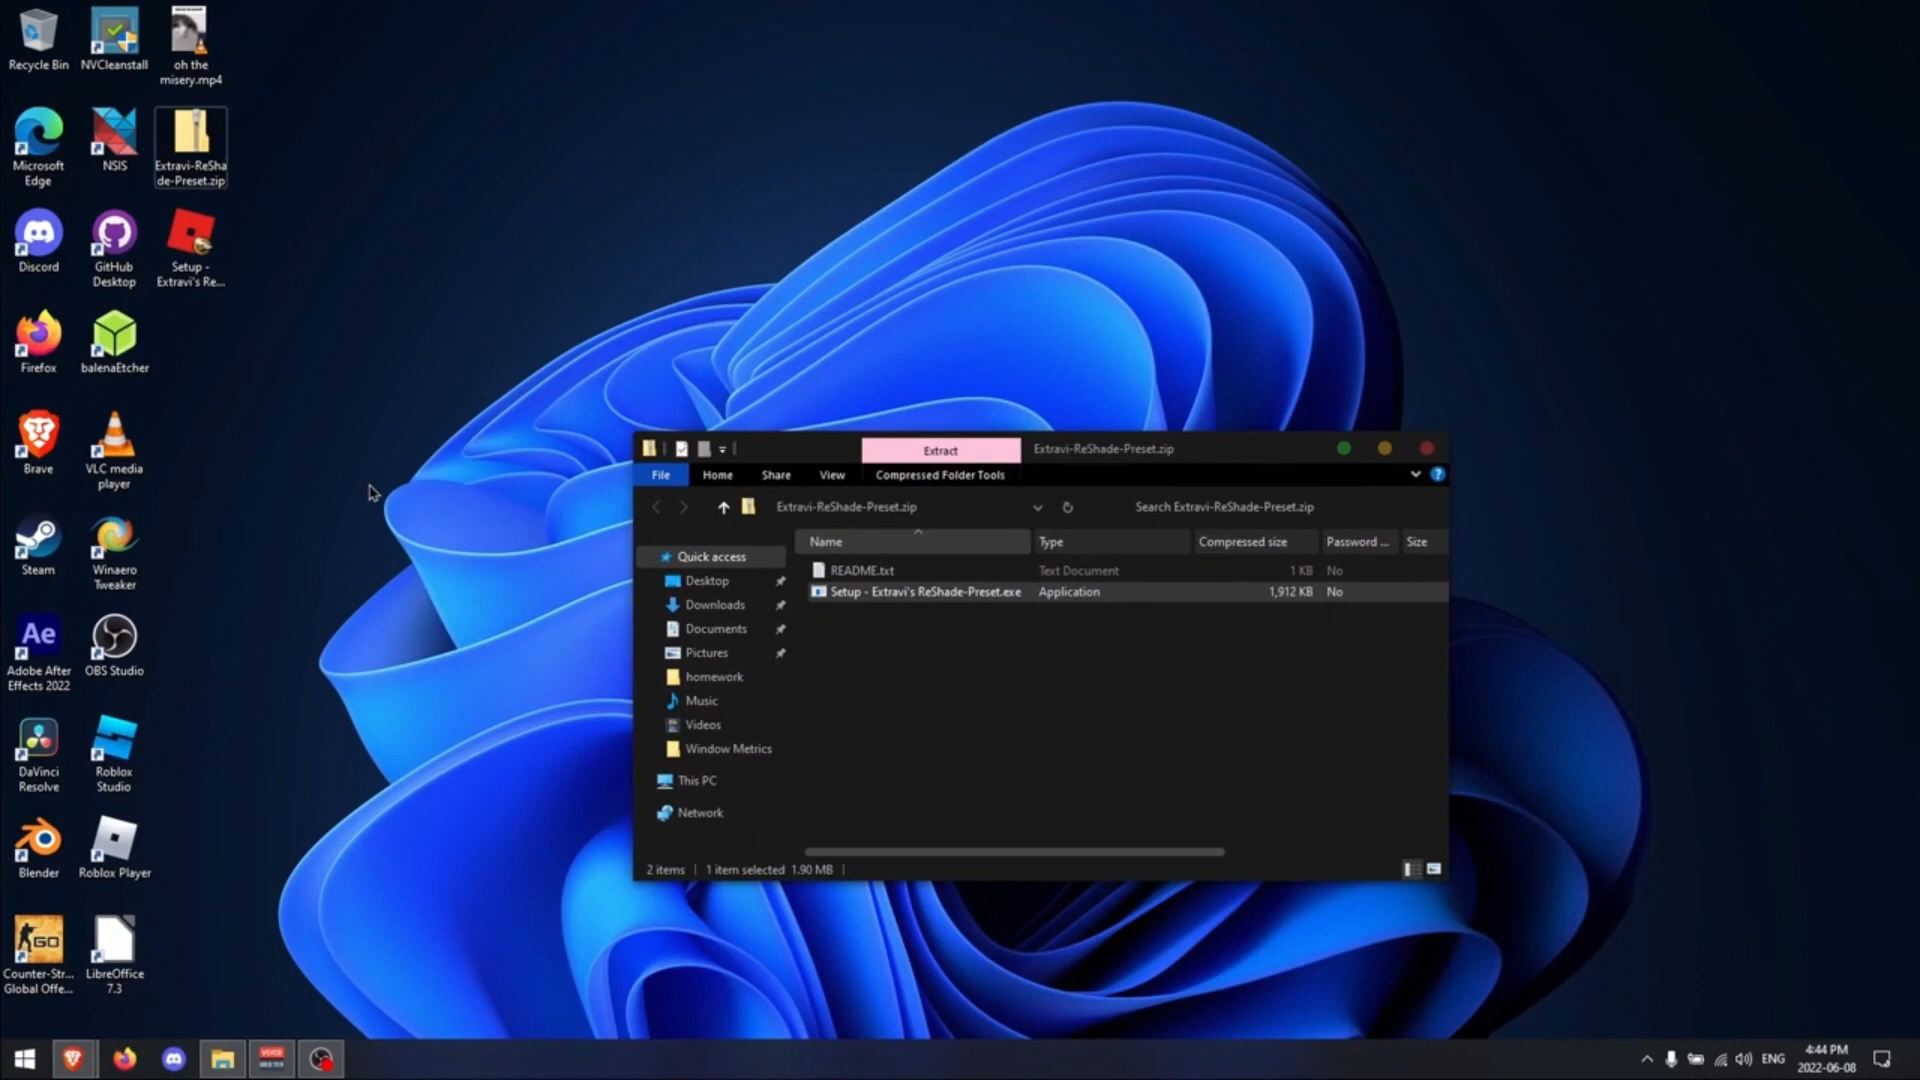 Recycle Bin
NVCleanstall
oh the
misery.mp4
Microsoft
Edge
NSIS
Extravi-ReSha
de-Preset.zip
Discord
GitHub
Desktop
Setup -
Extravi's Re...
Firefox
balenaEtcher
Brave
VLC media
player
Steam
Winaero
Tweaker
Ae
Adobe After
Effects 2022
OBS Studio
DaVinci
Resolve
Roblox
Studio
Blender
Roblox Player
GO
Counter-Str...
Global Offe...
LibreOffice
7.3
Extract
Extravi-ReShade-Preset.zip
File
Home
Share
View
Compressed Folder Tools
?
Extravi-ReShade-Preset.zip
Search Extravi-ReShade-Preset.zip
Name
Type
Compressed size
Password ...
Size
README.txt
Text Document
1 KB
No
Setup - Extravi's ReShade-Preset.exe
Application
1,912 KB
No
Quick access
Desktop
Downloads
Documents
Pictures
homework
Music
Videos
Window Metrics
This PC
Network
2 items
1 item selected 1.90 MB
VOICE
ENG
4:44 PM
2022-06-08